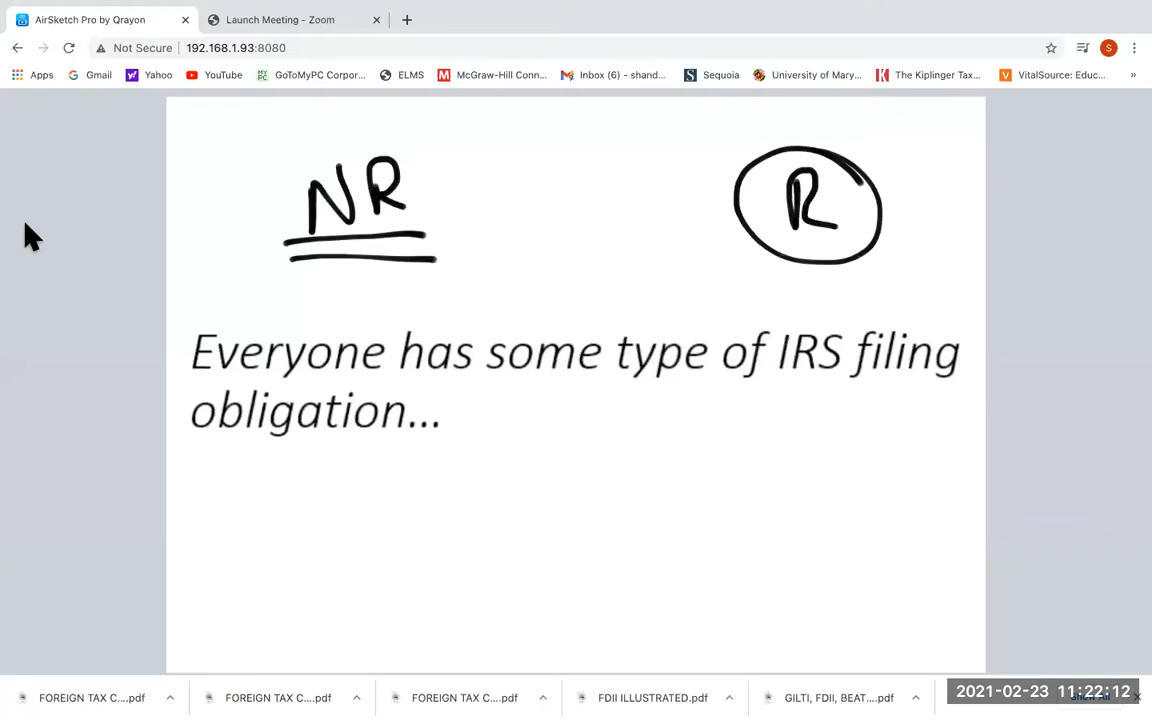 AirSketch Pro by Qrayon
Launch Meeting - Zoom
Not Secure
192.168.1.93:8080
S
Apps
Gmail
Yahoo
YouTube
GoToMyPC Corpor...
ELMS
McGraw-Hill Conn...
Inbox (6) - shand...
Sequoia
University of Mary...
The Kiplinger Tax...
VitalSource: Educ...
»
NR
R
Everyone has some type of IRS filing
obligation...
FOREIGN TAX C....pdf
FOREIGN TAX C....pdf
FOREIGN TAX C....pdf
FDII ILLUSTRATED.pdf
GILTI, FDII, BEAT....pdf
2021-02-23 11:22:12